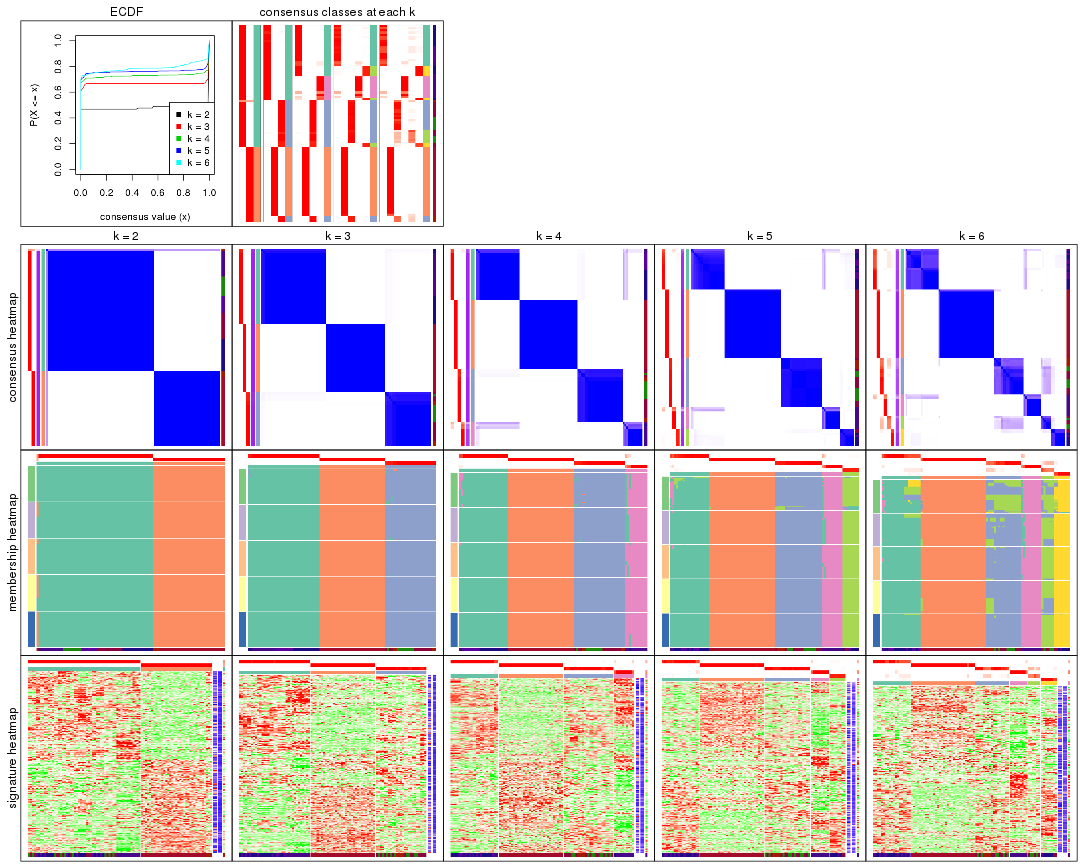 ECDF
consensus classes at each k
P(X <= x)
0.0 0.2 0.4 0.6 0.8 1.0
k = 2
k = 3
k = 4
k = 5
k = 6
0.0 0.2 0.4 0.6 0.8 1.0
consensus value (x)
k = 2 k = 3 k = 4 k = 5 k = 6
consensus heatmap
membership heatmap
signature heatmap